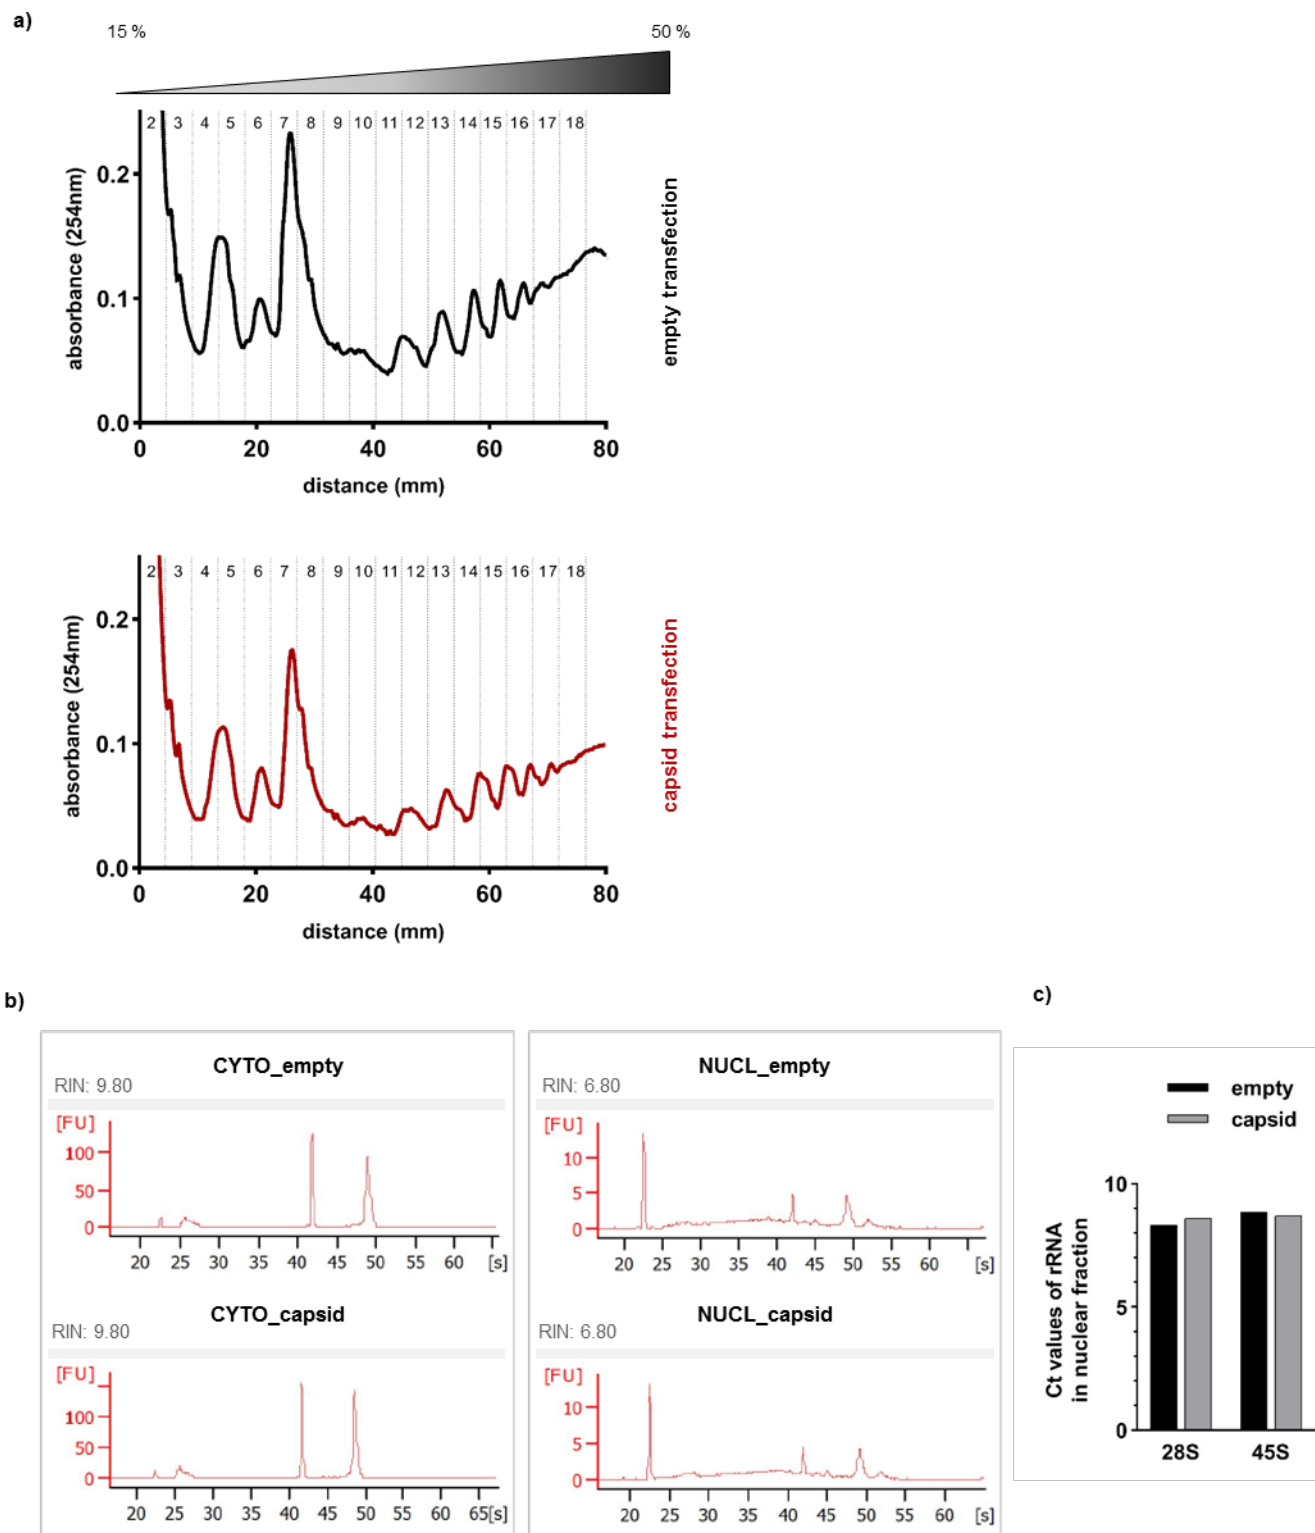 a)
15 %
50 %
2 3 4 5 6 7 8 9 10 11 12 13 14 15 16 17 18
0.2
0.1
0.0
absorbance (254nm)
0 20 40 60 80
distance (mm)
empty transfection
2 3 4 5 6 7 8 9 10 11 12 13 14 15 16 17 18
0.2
0.1
0.0
absorbance (254nm)
0 20 40 60 80
distance (mm)
capsid transfection
b)
CYTO_empty
RIN: 9.80
[FU]
100
50
0
20 25 30 35 40 45 50 55 60 [s]
NUCL_empty
RIN: 6.80
[FU]
10
5
0
20 25 30 35 40 45 50 55 60 [s]
CYTO_capsid
RIN: 9.80
[FU]
100
50
0
20 25 30 35 40 45 50 55 60 65[s]
NUCL_capsid
RIN: 6.80
[FU]
10
5
0
20 25 30 35 40 45 50 55 60 [s]
c)
empty
capsid
10
5
0
Ct values of rRNA
in nuclear fraction
28S 45S